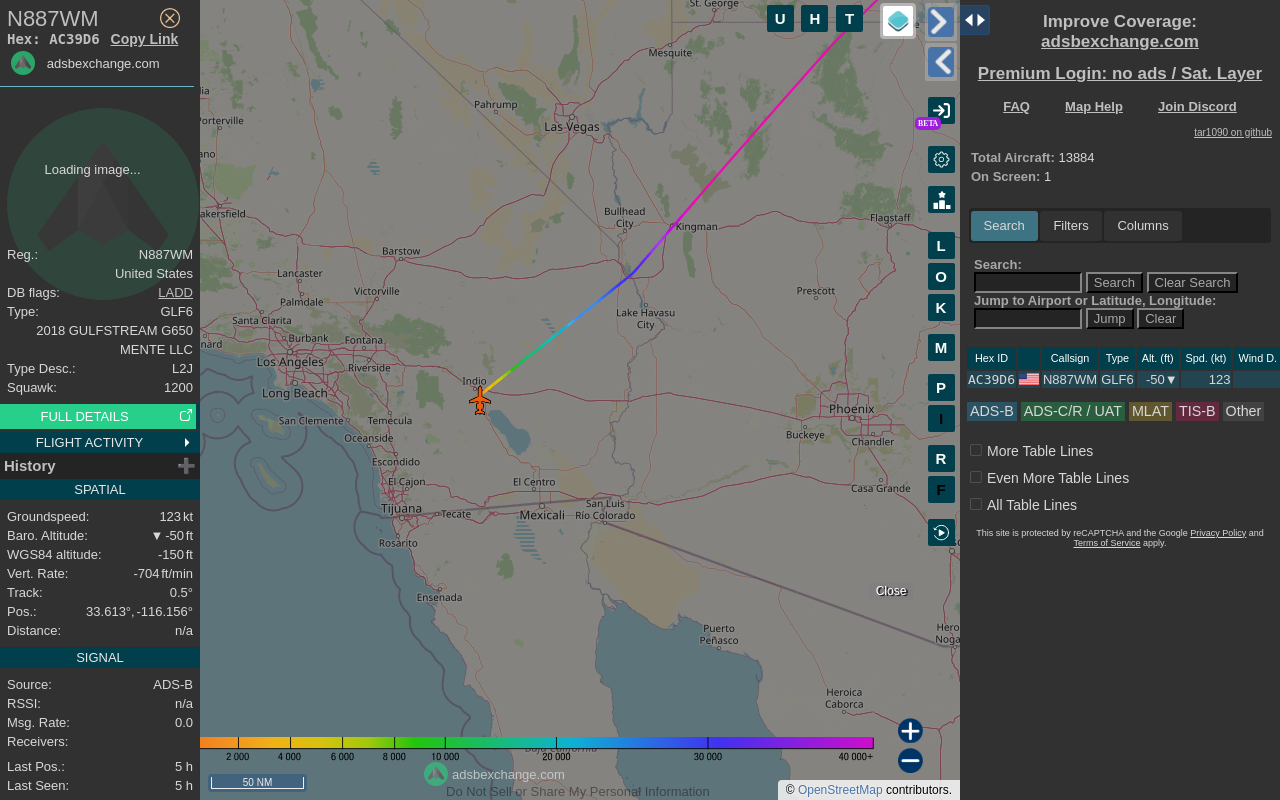 N887WM
Hex: AC39D6 Copy Link
adsbexchange.com
Loading image...
Reg.: N887WM
United States
DB flags: LADD
Type: GLF6
2018 GULFSTREAM G650
MENTE LLC
Type Desc.: L2J
Squawk: 1200
FULL DETAILS
FLIGHT ACTIVITY
History
SPATIAL
Groundspeed: 123 kt
Baro. Altitude: ▼ -50 ft
WGS84 altitude: -150 ft
Vert. Rate: -704 ft/min
Track: 0.5°
Pos.: 33.613°, -116.156°
Distance: n/a
SIGNAL
Source: ADS-B
RSSI: n/a
Msg. Rate: 0.0
Receivers:
Last Pos.: 5 h
Last Seen: 5 h
St. George
Mesquite
Pahrump
Las Vegas
Porterville
Bullhead
City
Kingman
Flagstaff
Barstow
Lancaster
Victorville
Palmdale
Prescott
Lake Havasu
City
Santa Clarita
Burbank
Fontana
Los Angeles
Riverside
Indio
Long Beach
San Clemente
Temecula
Phoenix
Buckeye
Chandler
Oceanside
Escondido
El Cajon
El Centro
Casa Grande
San Luis
Río Colorado
Tijuana
Tecate
Mexicali
Rosarito
Ensenada
Puerto
Peñasco
Heroica
Caborca
U H T
BETA
L
O
K
M
P
I
R
F
Close
2 000 4 000 6 000 8 000 10 000 20 000 30 000 40 000+
50 NM
adsbexchange.com
Do Not Sell or Share My Personal Information
© OpenStreetMap contributors.
Improve Coverage:
adsbexchange.com
Premium Login: no ads / Sat. Layer
FAQ Map Help Join Discord
tar1090 on github
Total Aircraft: 13884
On Screen: 1
Search Filters Columns
Search:
Search Clear Search
Jump to Airport or Latitude, Longitude:
Jump Clear
Hex ID Callsign Type Alt. (ft) Spd. (kt) Wind D.
AC39D6 N887WM GLF6 -50▼ 123
ADS-B ADS-C/R / UAT MLAT TIS-B Other
More Table Lines
Even More Table Lines
All Table Lines
This site is protected by reCAPTCHA and the Google Privacy Policy and
Terms of Service apply.